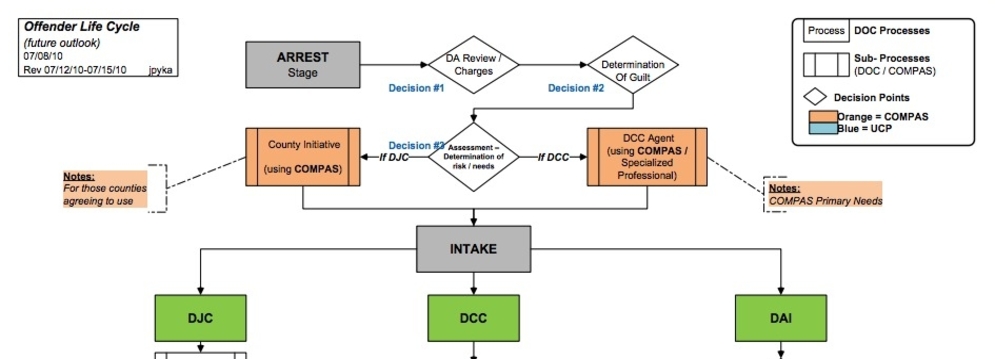 Offender Life Cycle
(future outlook)
07/08/10
Rev 07/12/10-07/15/10 jpyka
ARREST
Stage
DA Review /
Charges
Decision #1
Determination
Of Guilt
Decision #2
Process DOC Processes
Sub- Processes
(DOC / COMPAS)
Decision Points
Orange = COMPAS
Blue = UCP
County Initiative
(using COMPAS)
If DJC
Decision #3
Assessment –
Determination of
risk / needs
If DCC
DCC Agent
(using COMPAS /
Specialized
Professional)
Notes:
For those counties
agreeing to use
Notes:
COMPAS Primary Needs
INTAKE
DJC
DCC
DAI